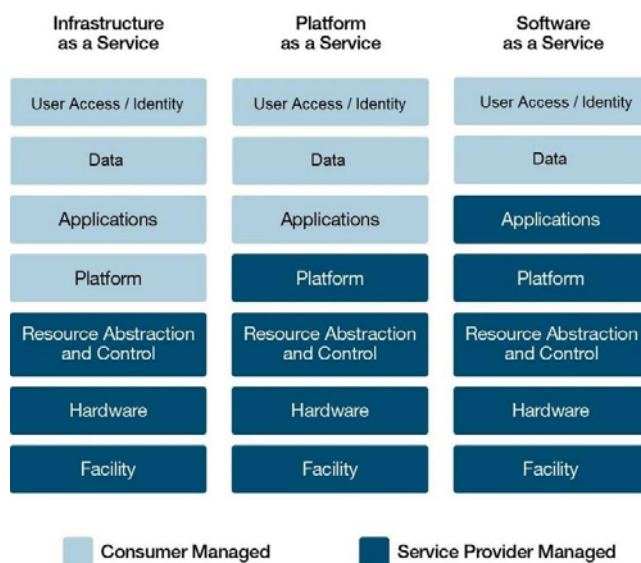 Infrastructure
as a Service
Platform
as a Service
Software
as a Service
User Access / Identity
User Access / Identity
User Access / Identity
Data
Data
Data
Applications
Applications
Applications
Platform
Platform
Platform
Resource Abstraction
and Control
Resource Abstraction
and Control
Resource Abstraction
and Control
Hardware
Hardware
Hardware
Facility
Facility
Facility
Consumer Managed
Service Provider Managed